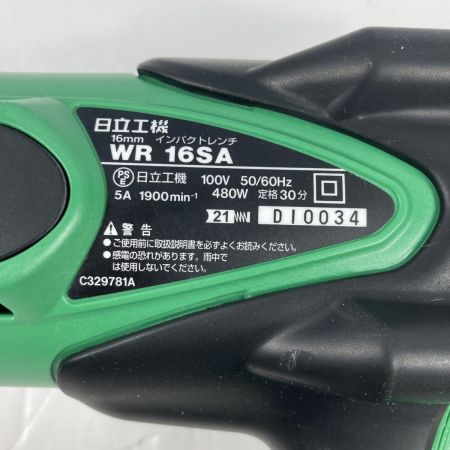 日立工機
16mm インパクトレンチ
WR 16SA
PSE 日立工機 100V 50/60Hz
5A 1900min⁻¹ 480W 定格30分
21 DI0034
⚠ 警告
●ご使用前に取扱説明書を必ずよくお読みください。
●感電の恐れがあります。雨中では使用しないでください。
C329781A